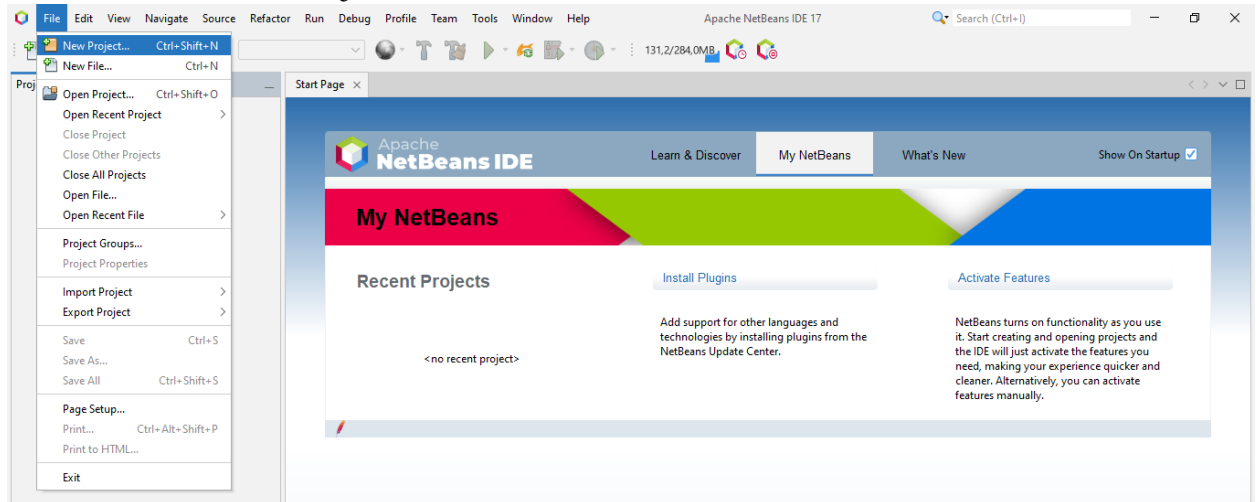 File Edit View Navigate Source Refactor Run Debug Profile Team Tools Window Help Apache NetBeans IDE 17 Search (Ctrl+I)
New Project... Ctrl+Shift+N
131,2/284,0MB
New File... Ctrl+N
Proj
Start Page
Open Project... Ctrl+Shift+O
Open Recent Project
Close Project
Close Other Projects
Close All Projects
Open File...
Open Recent File
Project Groups...
Project Properties
Import Project
Export Project
Save Ctrl+S
Save As...
Save All Ctrl+Shift+S
Page Setup...
Print... Ctrl+Alt+Shift+P
Print to HTML...
Exit
Apache
NetBeans IDE
Learn & Discover My NetBeans What's New Show On Startup
My NetBeans
Recent Projects
<no recent project>
Install Plugins
Add support for other languages and
technologies by installing plugins from the
NetBeans Update Center.
Activate Features
NetBeans turns on functionality as you use
it. Start creating and opening projects and
the IDE will just activate the features you
need, making your experience quicker and
cleaner. Alternatively, you can activate
features manually.